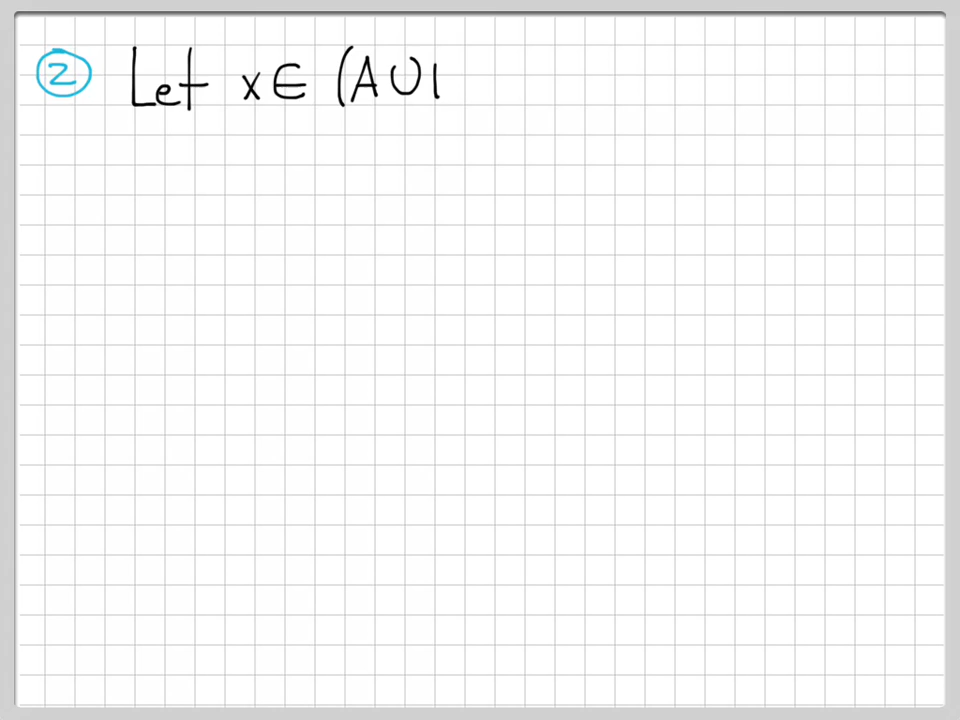 ② Let x ∈ (A ∪ |